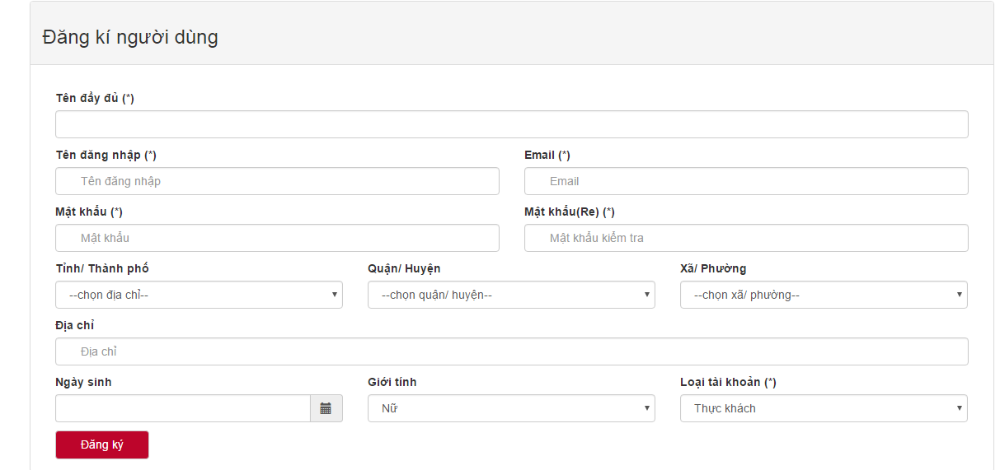 Đăng kí người dùng
Tên đầy đủ (*)
Tên đăng nhập (*) Email (*)
Tên đăng nhập Email
Mật khẩu (*) Mật khẩu(Re) (*)
Mật khẩu Mật khẩu kiểm tra
Tỉnh/ Thành phố Quận/ Huyện Xã/ Phường
--chọn địa chỉ-- --chọn quận/ huyện-- --chọn xã/ phường--
Địa chỉ
Địa chỉ
Ngày sinh Giới tính Loại tài khoản (*)
Nữ Thực khách
Đăng ký